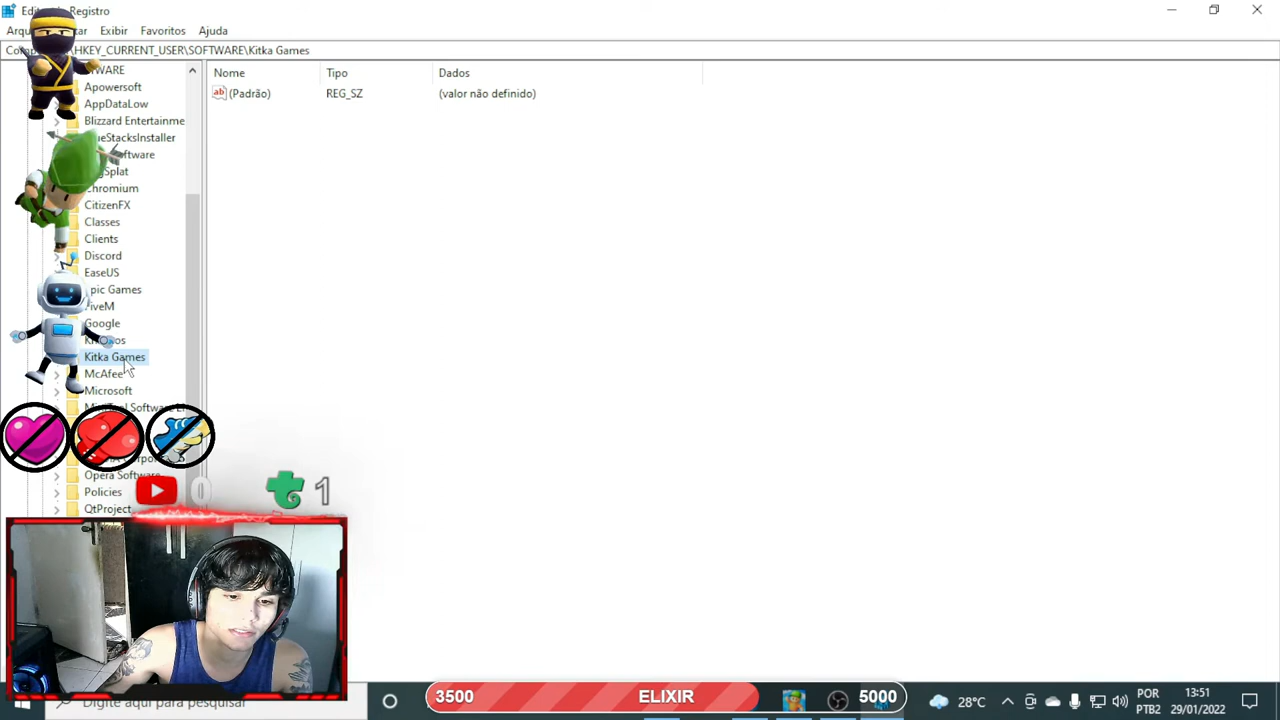 Registro
Exibir Favoritos Ajuda
HKEY_CURRENT_USER\SOFTWARE\Kitka Games
Nome Tipo Dados
ab (Padrão) REG_SZ (valor não definido)
Apowersoft
AppDataLow
Blizzard Entertainme
CitizenFX
Classes
Clients
Discord
EaseUS
Google
Kitka Games
McAfee
Microsoft
Opera Software
Policies
0 1
QtProject
3500 ELIXIR 5000
Digite aqui para pesquisar
28°C
POR
PTB2
13:51
29/01/2022